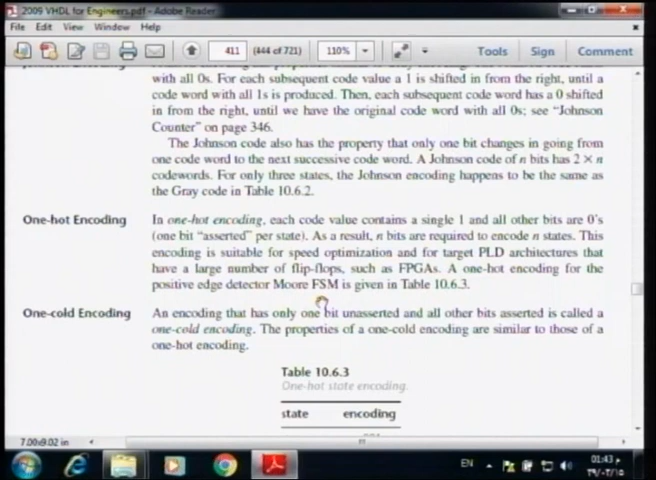 2009 VHDL for Engineers.pdf - Adobe Reader
File Edit View Window Help
411 (444 of 721) 110% Tools Sign Comment
with all 0s. For each subsequent code value a 1 is shifted in from the right, until a
code word with all 1s is produced. Then, each subsequent code word has a 0 shifted
in from the right, until we have the original code word with all 0s; see "Johnson
Counter" on page 346.
The Johnson code also has the property that only one bit changes in going from
one code word to the next successive code word. A Johnson code of n bits has 2 × n
codewords. For only three states, the Johnson encoding happens to be the same as
the Gray code in Table 10.6.2.
One-hot Encoding In one-hot encoding, each code value contains a single 1 and all other bits are 0's
(one bit "asserted" per state). As a result, n bits are required to encode n states. This
encoding is suitable for speed optimization and for target PLD architectures that
have a large number of flip-flops, such as FPGAs. A one-hot encoding for the
positive edge detector Moore FSM is given in Table 10.6.3.
One-cold Encoding An encoding that has only one bit unasserted and all other bits asserted is called a
one-cold encoding. The properties of a one-cold encoding are similar to those of a
one-hot encoding.
Table 10.6.3
One-hot state encoding.
state encoding
7.00x9.02 in
EN
م 01:43